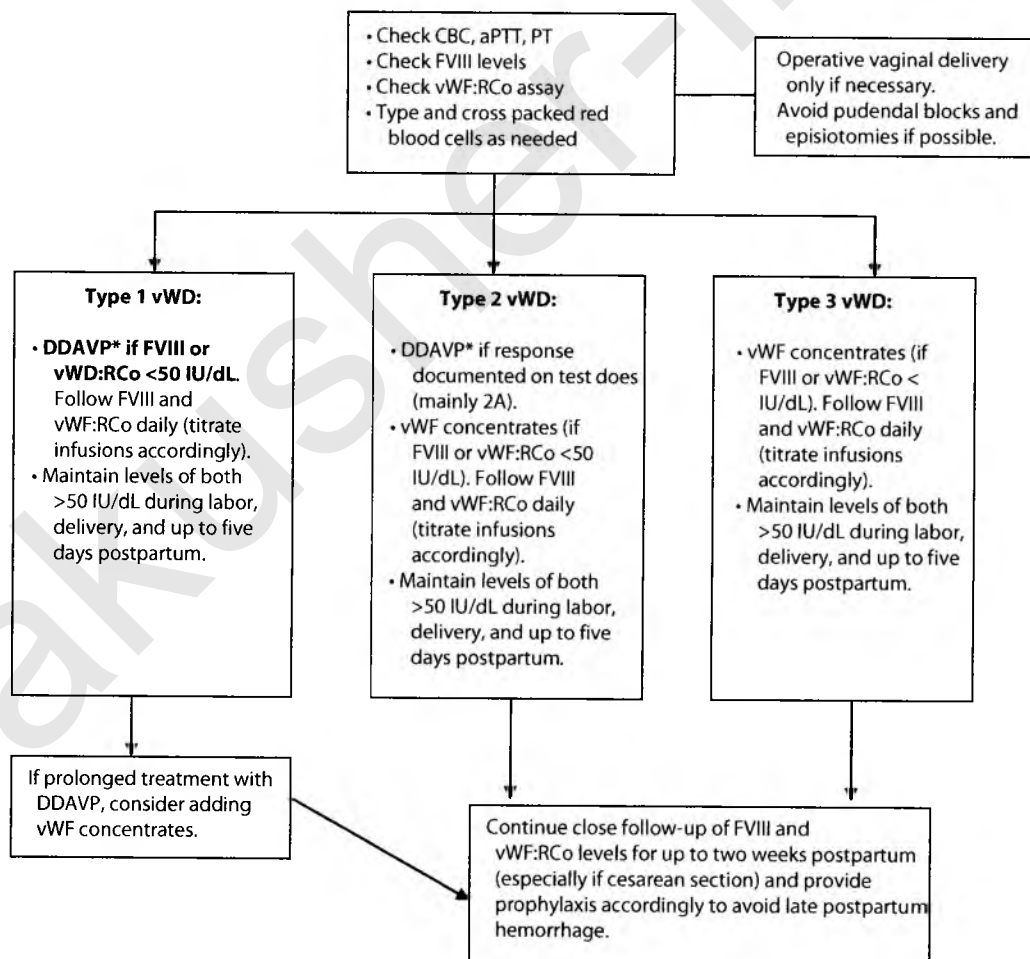 • Check CBC, aPTT, PT
• Check FVIII levels
• Check vWF:RCo assay
• Type and cross packed red
blood cells as needed
Operative vaginal delivery
only if necessary.
Avoid pudendal blocks and
episiotomies if possible.
Type 1 vWD:
• DDAVP* if FVIII or
vWD:RCo <50 IU/dL.
Follow FVIII and
vWF:RCo daily (titrate
infusions accordingly).
• Maintain levels of both
>50 IU/dL during labor,
delivery, and up to five
days postpartum.
Type 2 vWD:
• DDAVP* if response
documented on test does
(mainly 2A).
• vWF concentrates (if
FVIII or vWF:RCo <50
IU/dL). Follow FVIII
and vWF:RCo daily
(titrate infusions
accordingly).
• Maintain levels of both
>50 IU/dL during labor,
delivery, and up to five
days postpartum.
Type 3 vWD:
• vWF concentrates (if
FVIII or vWF:RCo <
IU/dL). Follow FVIII
and vWF:RCo daily
(titrate infusions
accordingly).
• Maintain levels of both
>50 IU/dL during labor,
delivery, and up to five
days postpartum.
If prolonged treatment with
DDAVP, consider adding
vWF concentrates.
Continue close follow-up of FVIII and
vWF:RCo levels for up to two weeks postpartum
(especially if cesarean section) and provide
prophylaxis accordingly to avoid late postpartum
hemorrhage.
akusher-